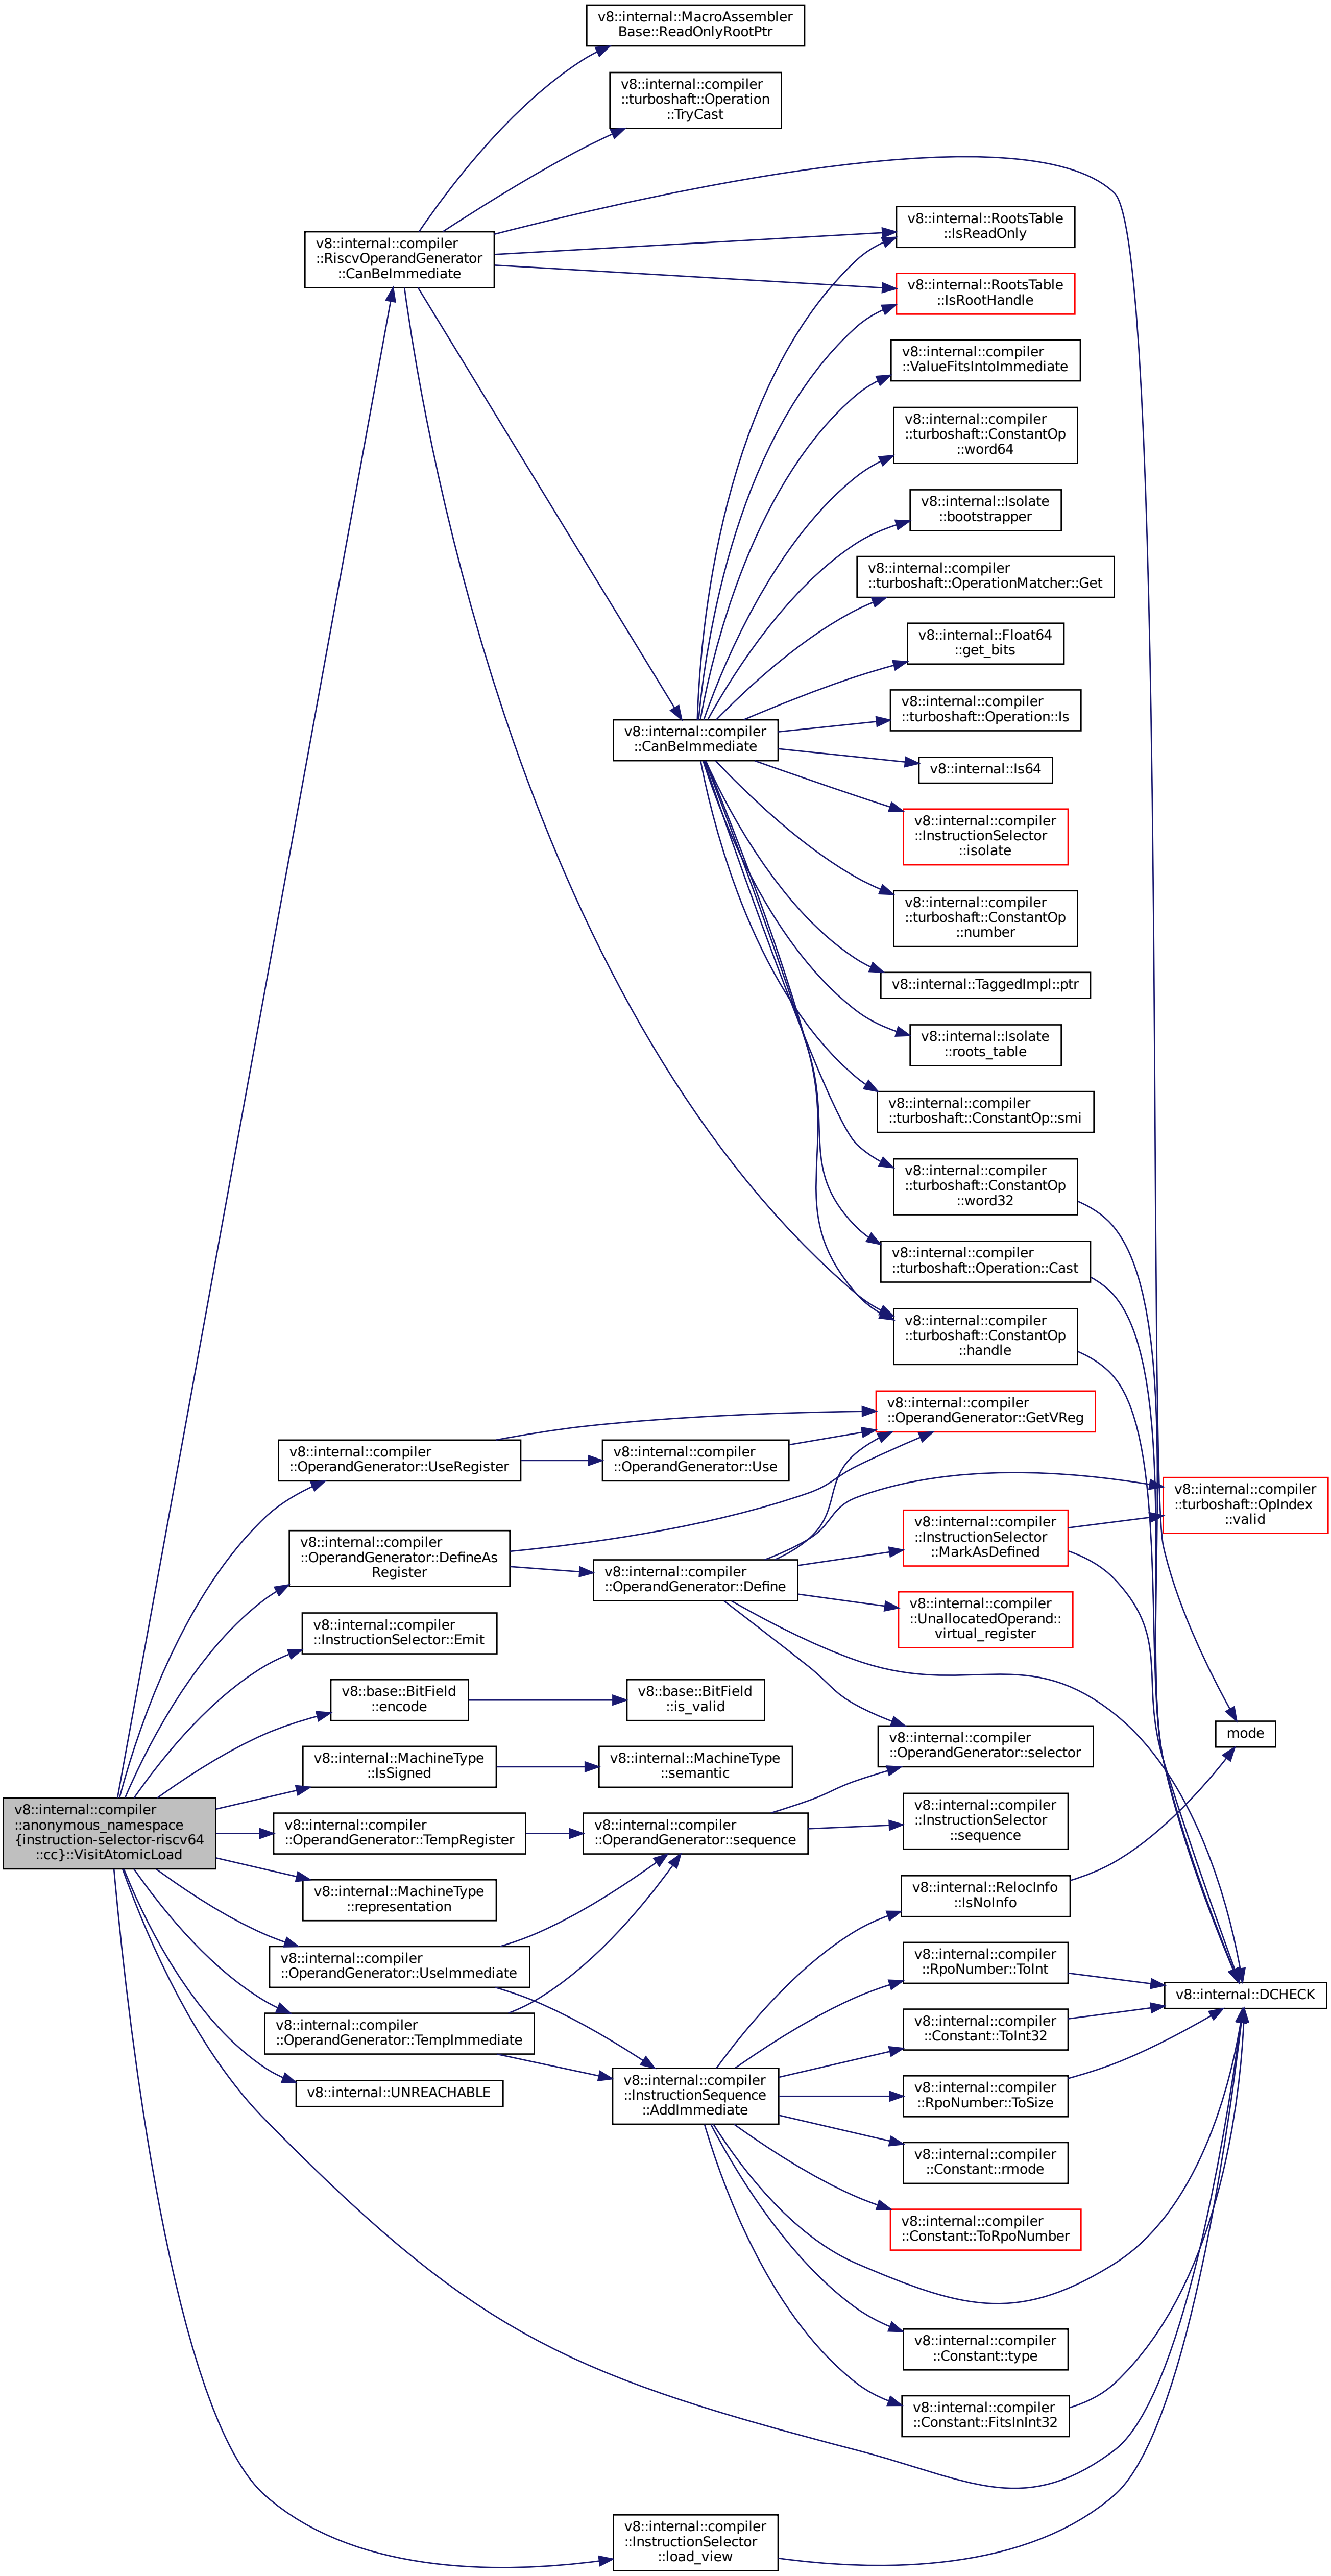 v8::internal::MacroAssembler
Base::ReadOnlyRootPtr
v8::internal::compiler
::turboshaft::Operation
::TryCast
v8::internal::compiler
::RiscvOperandGenerator
::CanBeImmediate
v8::internal::RootsTable
::IsReadOnly
v8::internal::RootsTable
::IsRootHandle
v8::internal::compiler
::ValueFitsIntoImmediate
v8::internal::compiler
::turboshaft::ConstantOp
::word64
v8::internal::Isolate
::bootstrapper
v8::internal::compiler
::turboshaft::OperationMatcher::Get
v8::internal::Float64
::get_bits
v8::internal::compiler
::turboshaft::Operation::Is
v8::internal::compiler
::CanBeImmediate
v8::internal::Is64
v8::internal::compiler
::InstructionSelector
::isolate
v8::internal::compiler
::turboshaft::ConstantOp
::number
v8::internal::TaggedImpl::ptr
v8::internal::Isolate
::roots_table
v8::internal::compiler
::turboshaft::ConstantOp::smi
v8::internal::compiler
::turboshaft::ConstantOp
::word32
v8::internal::compiler
::turboshaft::Operation::Cast
v8::internal::compiler
::turboshaft::ConstantOp
::handle
v8::internal::compiler
::OperandGenerator::GetVReg
v8::internal::compiler
::OperandGenerator::UseRegister
v8::internal::compiler
::OperandGenerator::Use
v8::internal::compiler
::turboshaft::OpIndex
::valid
v8::internal::compiler
::InstructionSelector
::MarkAsDefined
v8::internal::compiler
::OperandGenerator::DefineAs
Register
v8::internal::compiler
::OperandGenerator::Define
v8::internal::compiler
::UnallocatedOperand::
virtual_register
v8::internal::compiler
::InstructionSelector::Emit
v8::base::BitField
::encode
v8::base::BitField
::is_valid
mode
v8::internal::compiler
::OperandGenerator::selector
v8::internal::MachineType
::IsSigned
v8::internal::MachineType
::semantic
v8::internal::compiler
::anonymous_namespace
{instruction-selector-riscv64
::cc}::VisitAtomicLoad
v8::internal::compiler
::OperandGenerator::TempRegister
v8::internal::compiler
::OperandGenerator::sequence
v8::internal::compiler
::InstructionSelector
::sequence
v8::internal::MachineType
::representation
v8::internal::RelocInfo
::IsNoInfo
v8::internal::compiler
::OperandGenerator::UseImmediate
v8::internal::compiler
::RpoNumber::ToInt
v8::internal::DCHECK
v8::internal::compiler
::OperandGenerator::TempImmediate
v8::internal::compiler
::Constant::ToInt32
v8::internal::UNREACHABLE
v8::internal::compiler
::InstructionSequence
::AddImmediate
v8::internal::compiler
::RpoNumber::ToSize
v8::internal::compiler
::Constant::rmode
v8::internal::compiler
::Constant::ToRpoNumber
v8::internal::compiler
::Constant::type
v8::internal::compiler
::Constant::FitsInInt32
v8::internal::compiler
::InstructionSelector
::load_view